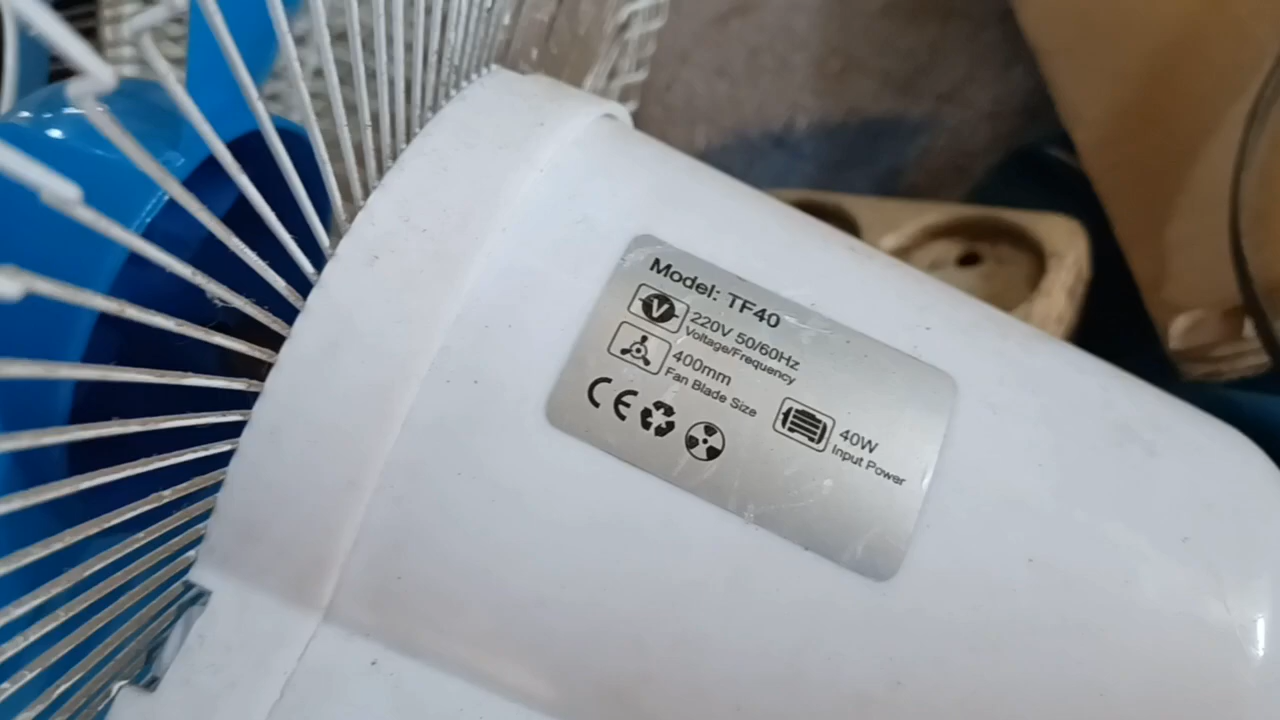 Model: TF40
V
220V 50/60Hz
Voltage/Frequency
400mm
Fan Blade Size
40W
Input Power
CE